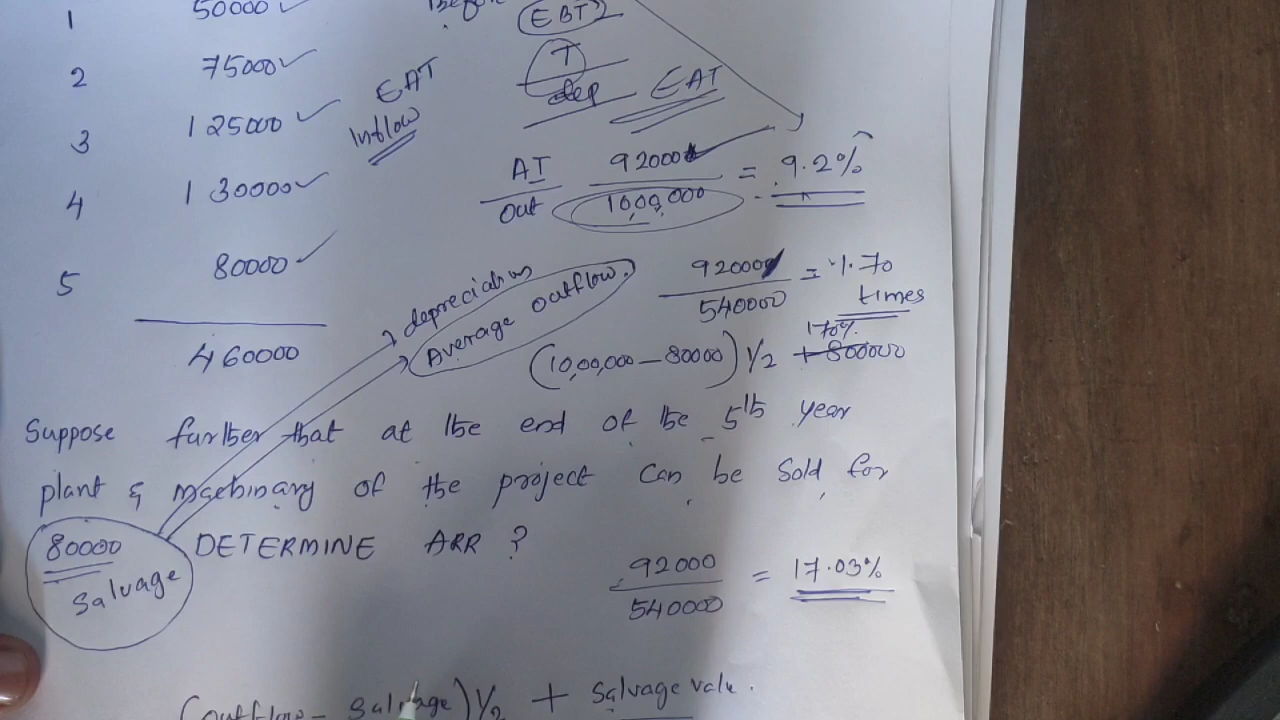 1 50000 ✓
EBT
2 75000 ✓
T
dep EAT
EAT
Inflow
3 125000 ✓
AT 92000 = 9.2%
out 1000,000
4 130000 ✓
5 80000 ✓
depreciation
Average outflow.
92000 = 1.70
540000 times
170%
460000
(10,00,000 - 80000) 1/2 + 800000
Suppose further that at the end of the 5th year
plant & machinary of the project can be sold for
80000 DETERMINE ARR ?
Salvage
92000 = 17.03%
540000
(outflow - Salvage) 1/2 + Salvage value.